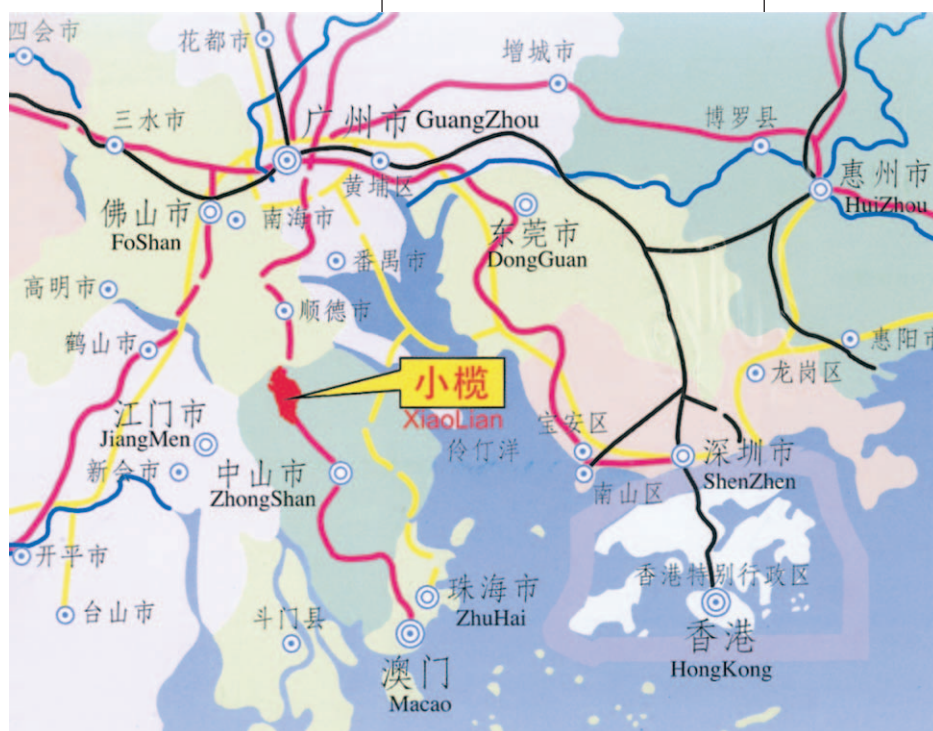 四会市
花都市
增城市
三水市
广州市 GuangZhou
博罗县
黄埔区
惠州市
HuiZhou
佛山市
FoShan
南海市
东莞市
DongGuan
番禺市
高明市
顺德市
鹤山市
惠阳市
龙岗区
小榄
XiaoLian
江门市
JiangMen
宝安区
伶仃洋
新会市
中山市
ZhongShan
深圳市
ShenZhen
南山区
开平市
香港特别行政区
珠海市
ZhuHai
台山市
斗门县
香港
HongKong
澳门
Macao